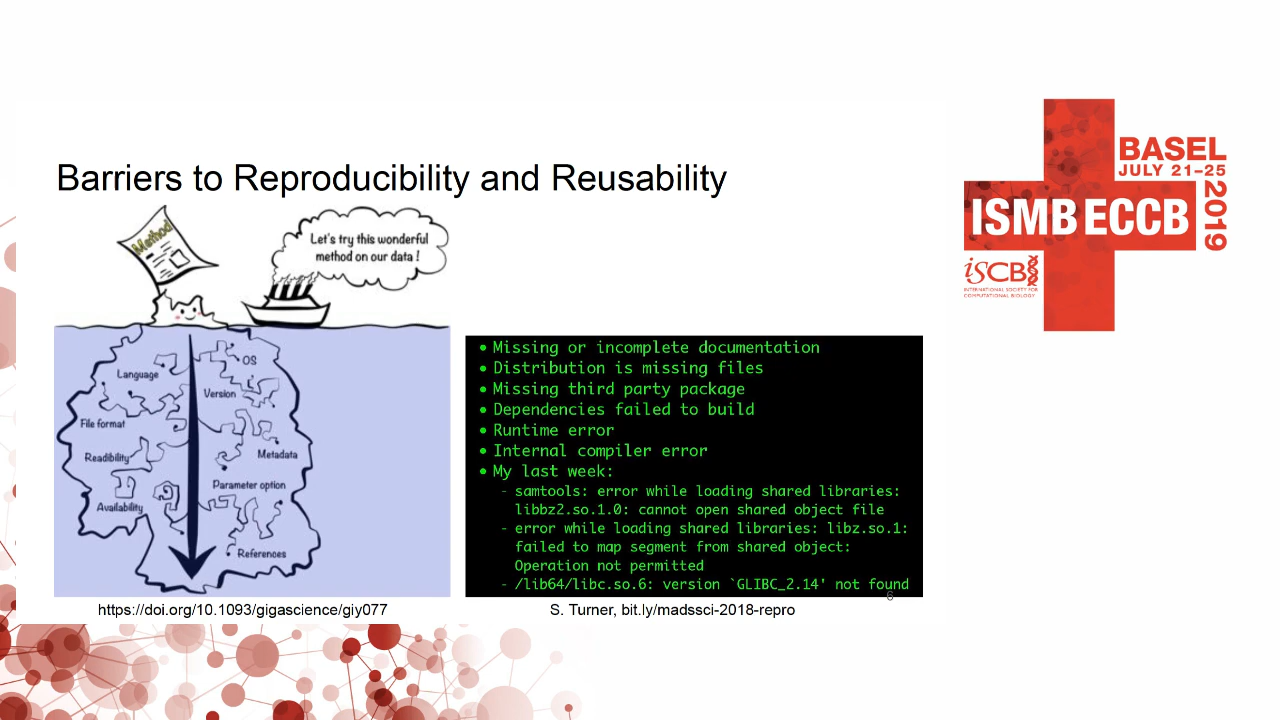 Barriers to Reproducibility and Reusability
Method
Let's try this wonderful
method on our data !
Language
OS
Version
File format
Readibility
Metadata
Parameter option
Availability
References
https://doi.org/10.1093/gigascience/giy077
• Missing or incomplete documentation
• Distribution is missing files
• Missing third party package
• Dependencies failed to build
• Runtime error
• Internal compiler error
• My last week:
- samtools: error while loading shared libraries:
libbz2.so.1.0: cannot open shared object file
- error while loading shared libraries: libz.so.1:
failed to map segment from shared object:
Operation not permitted
- /lib64/libc.so.6: version `GLIBC_2.14' not found
6
S. Turner, bit.ly/madssci-2018-repro
BASEL
JULY 21–25
2019
ISMB ECCB
iSCB
INTERNATIONAL SOCIETY FOR
COMPUTATIONAL BIOLOGY